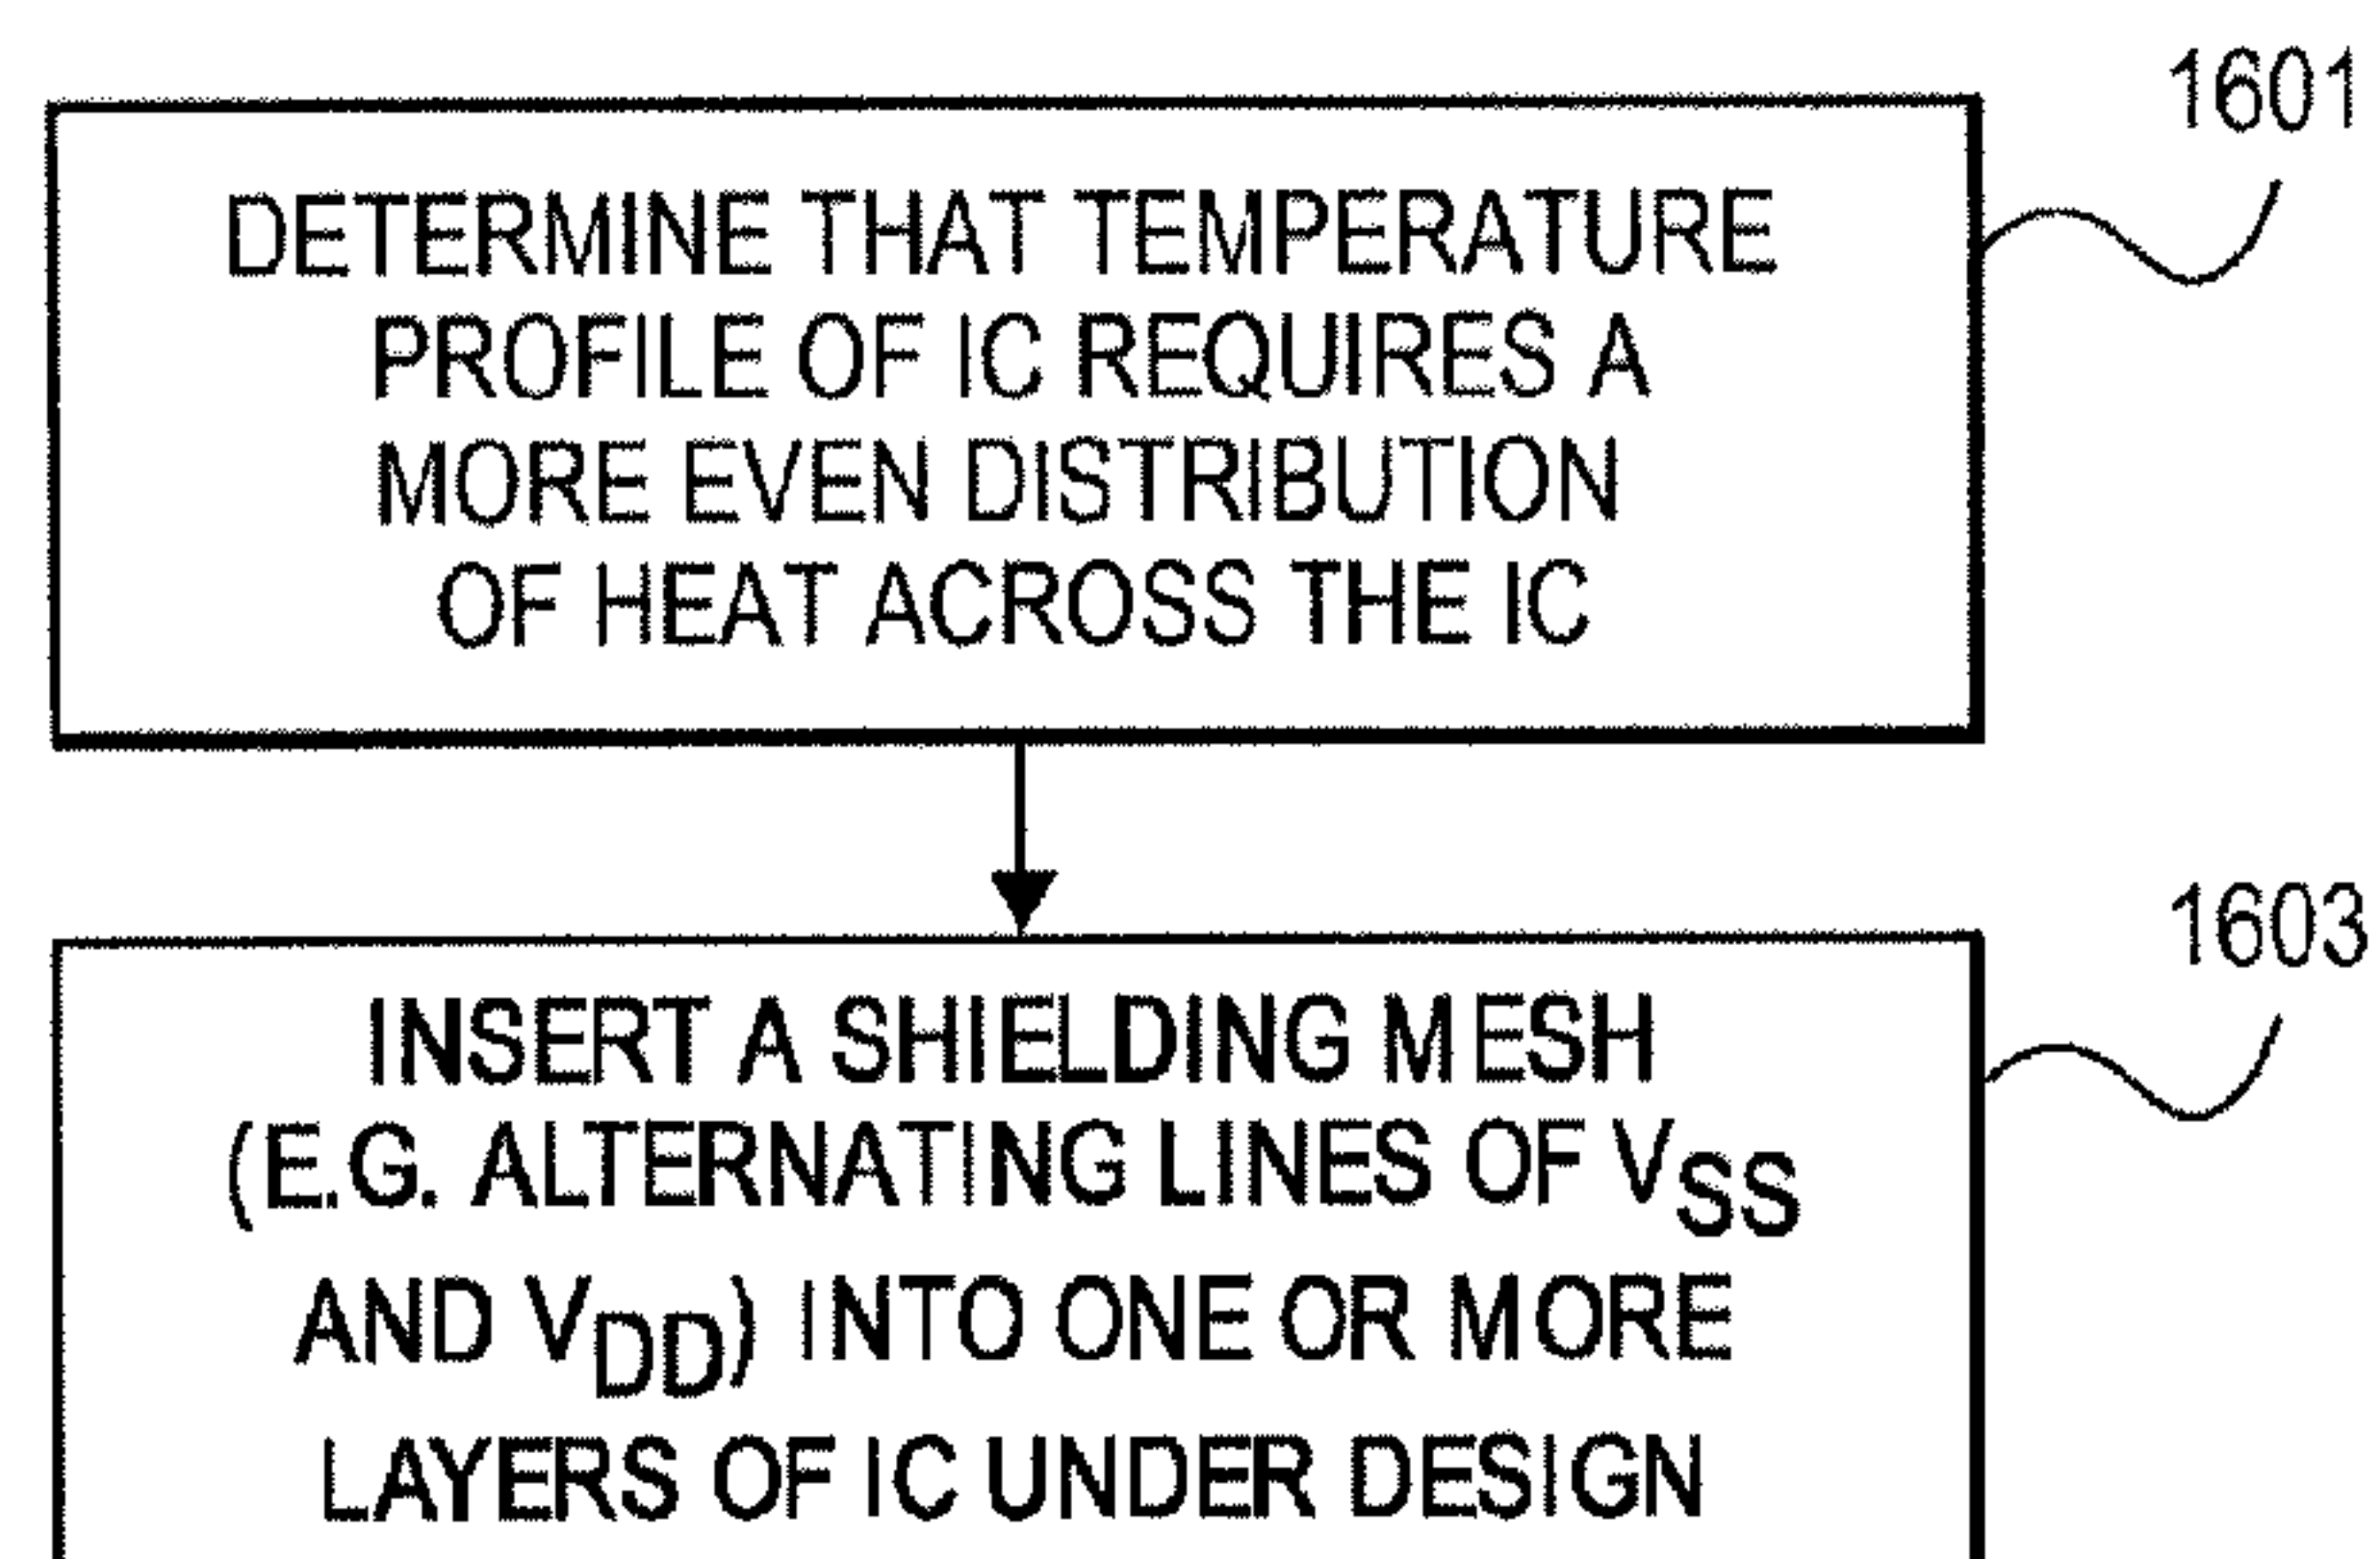 1601
DETERMINE THAT TEMPERATURE
PROFILE OF IC REQUIRES A
MORE EVEN DISTRIBUTION
OF HEAT ACROSS THE IC
1603
INSERT A SHIELDING MESH
(E.G. ALTERNATING LINES OF VSS
AND VDD) INTO ONE OR MORE
LAYERS OF IC UNDER DESIGN